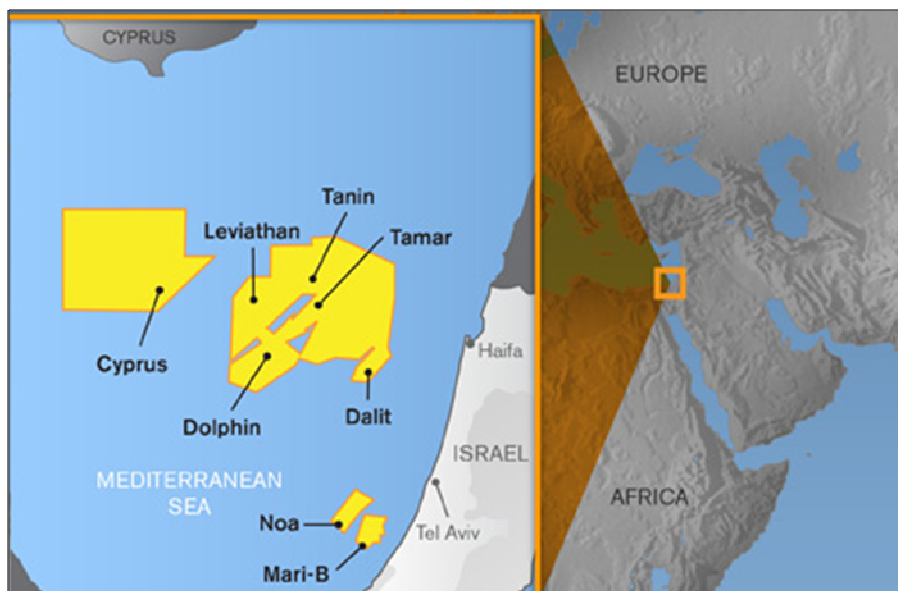 CYPRUS
EUROPE
Tanin
Leviathan
Tamar
Cyprus
Haifa
Dolphin
Dalit
ISRAEL
MEDITERRANEAN
SEA
AFRICA
Noa
Tel Aviv
Mari-B